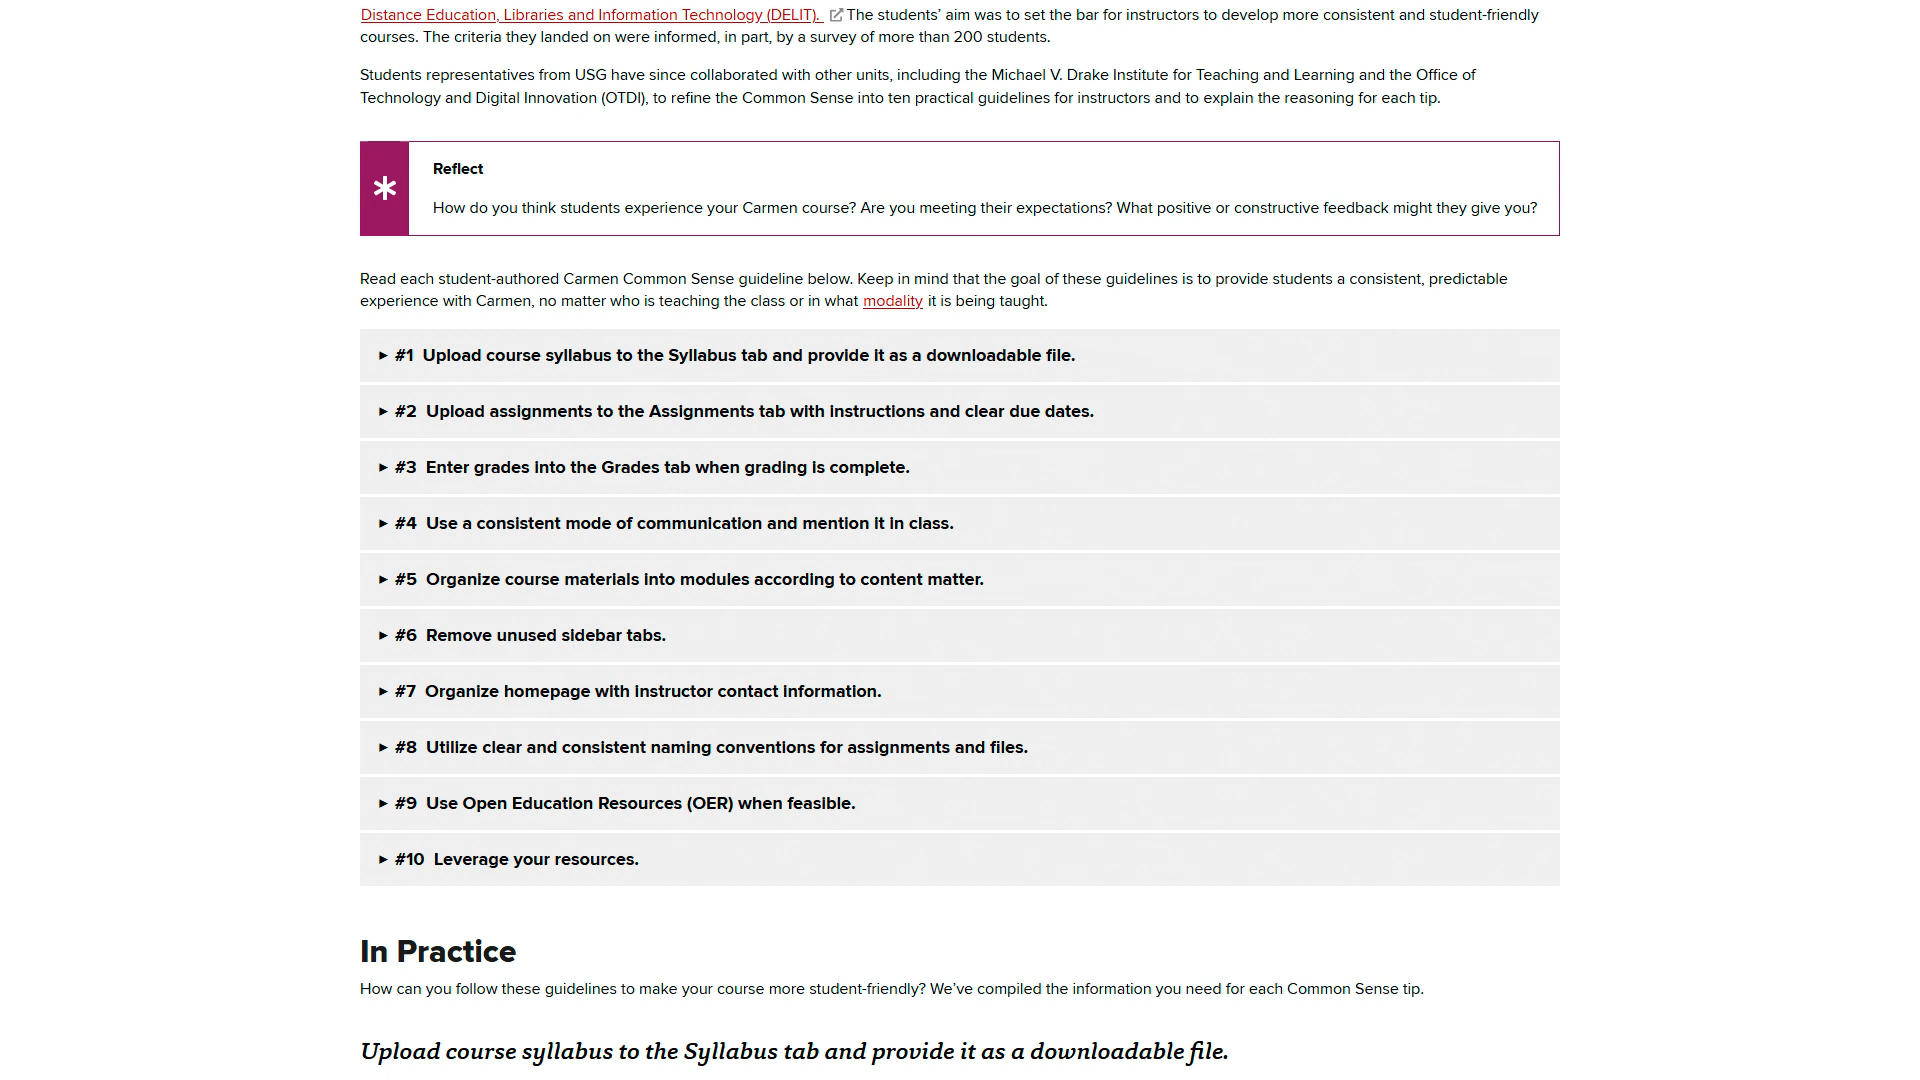 Distance Education, Libraries and Information Technology (DELIT). The students’ aim was to set the bar for instructors to develop more consistent and student-friendly
courses. The criteria they landed on were informed, in part, by a survey of more than 200 students.
Students representatives from USG have since collaborated with other units, including the Michael V. Drake Institute for Teaching and Learning and the Office of
Technology and Digital Innovation (OTDI), to refine the Common Sense into ten practical guidelines for instructors and to explain the reasoning for each tip.
Reflect
How do you think students experience your Carmen course? Are you meeting their expectations? What positive or constructive feedback might they give you?
Read each student-authored Carmen Common Sense guideline below. Keep in mind that the goal of these guidelines is to provide students a consistent, predictable
experience with Carmen, no matter who is teaching the class or in what modality it is being taught.
#1 Upload course syllabus to the Syllabus tab and provide it as a downloadable file.
#2 Upload assignments to the Assignments tab with instructions and clear due dates.
#3 Enter grades into the Grades tab when grading is complete.
#4 Use a consistent mode of communication and mention it in class.
#5 Organize course materials into modules according to content matter.
#6 Remove unused sidebar tabs.
#7 Organize homepage with instructor contact information.
#8 Utilize clear and consistent naming conventions for assignments and files.
#9 Use Open Education Resources (OER) when feasible.
#10 Leverage your resources.
In Practice
How can you follow these guidelines to make your course more student-friendly? We’ve compiled the information you need for each Common Sense tip.
Upload course syllabus to the Syllabus tab and provide it as a downloadable file.